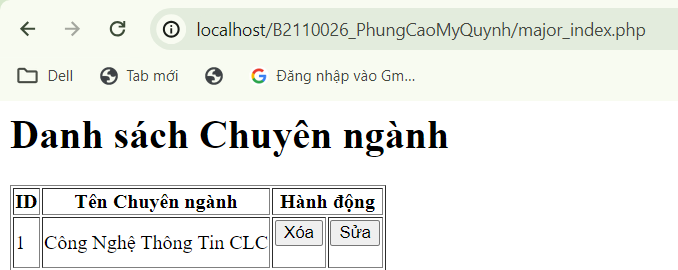 localhost/B2110026_PhungCaoMyQuynh/major_index.php
Dell Tab mới Đăng nhập vào Gm...
Danh sách Chuyên ngành
ID Tên Chuyên ngành Hành động
1 Công Nghệ Thông Tin CLC Xóa Sửa